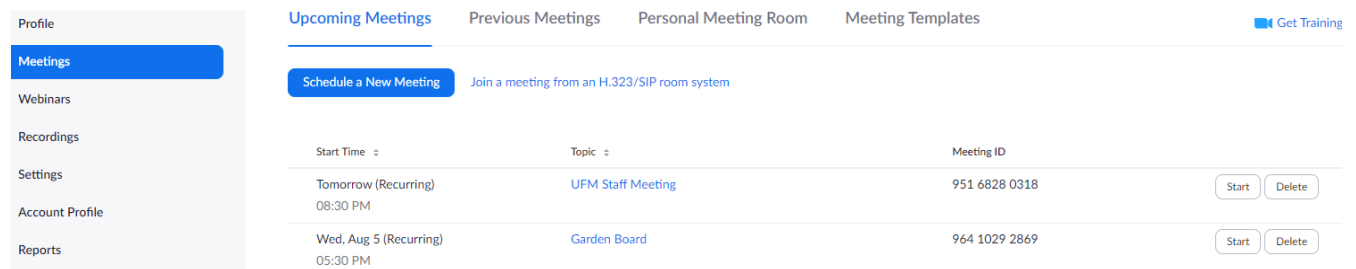 Profile
Meetings
Webinars
Recordings
Settings
Account Profile
Reports
Upcoming Meetings Previous Meetings Personal Meeting Room Meeting Templates
Get Training
Schedule a New Meeting Join a meeting from an H.323/SIP room system
Start Time Topic Meeting ID
Tomorrow (Recurring) UFM Staff Meeting 951 6828 0318 Start Delete
08:30 PM
Wed, Aug 5 (Recurring) Garden Board 964 1029 2869 Start Delete
05:30 PM